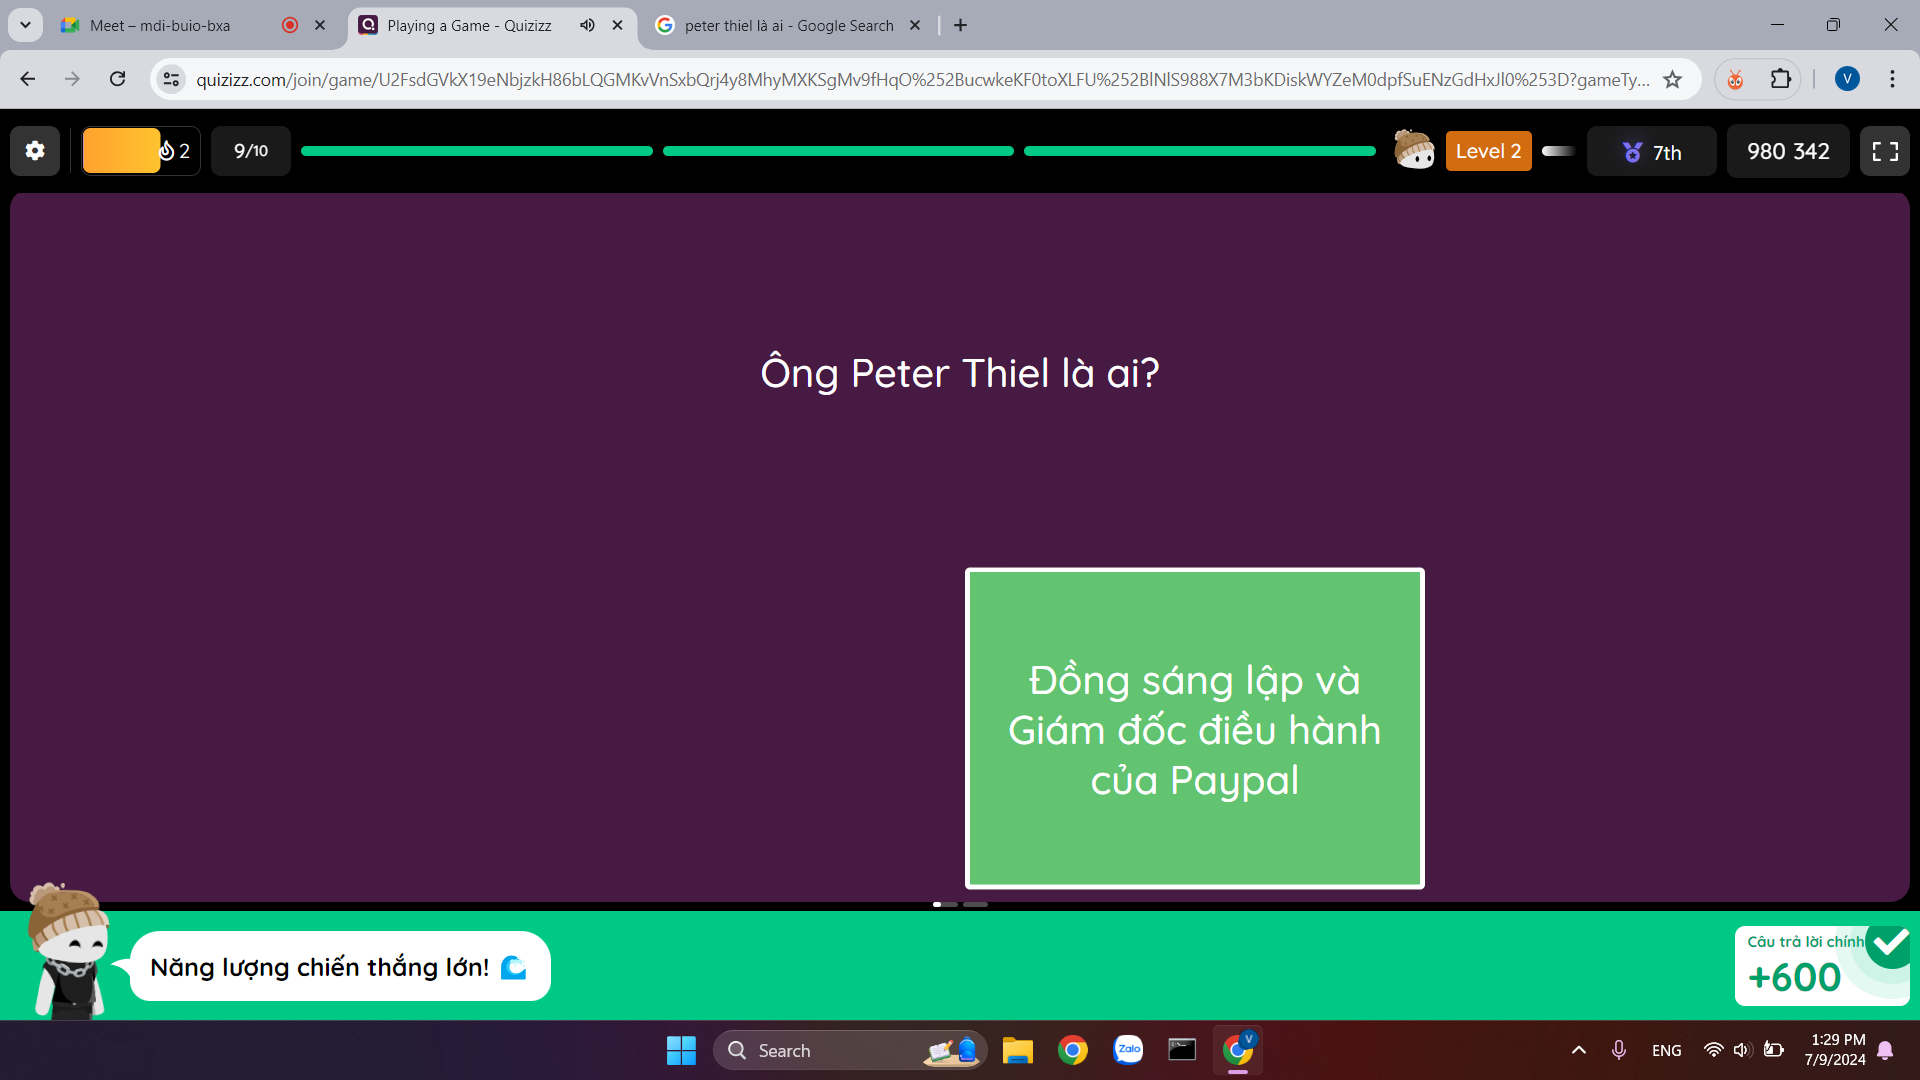 Meet – mdi-buio-bxa
Playing a Game - Quizizz
peter thiel là ai - Google Search
quizizz.com/join/game/U2FsdGVkX19eNbjzkH86bLQGMKvVnSxbQrj4y8MhyMXKSgMv9fHqO%252BucwkeKF0toXLFU%252BlNlS988X7M3bKDiskWYZeM0dpfSuENzGdHxJl0%253D?gameTy...
V
2
9/10
Level 2
7th
980 342
Ông Peter Thiel là ai?
Đồng sáng lập và
Giám đốc điều hành
của Paypal
Năng lượng chiến thắng lớn!
Câu trả lời chính
+600
Search
Zalo
V
ENG
1:29 PM
7/9/2024